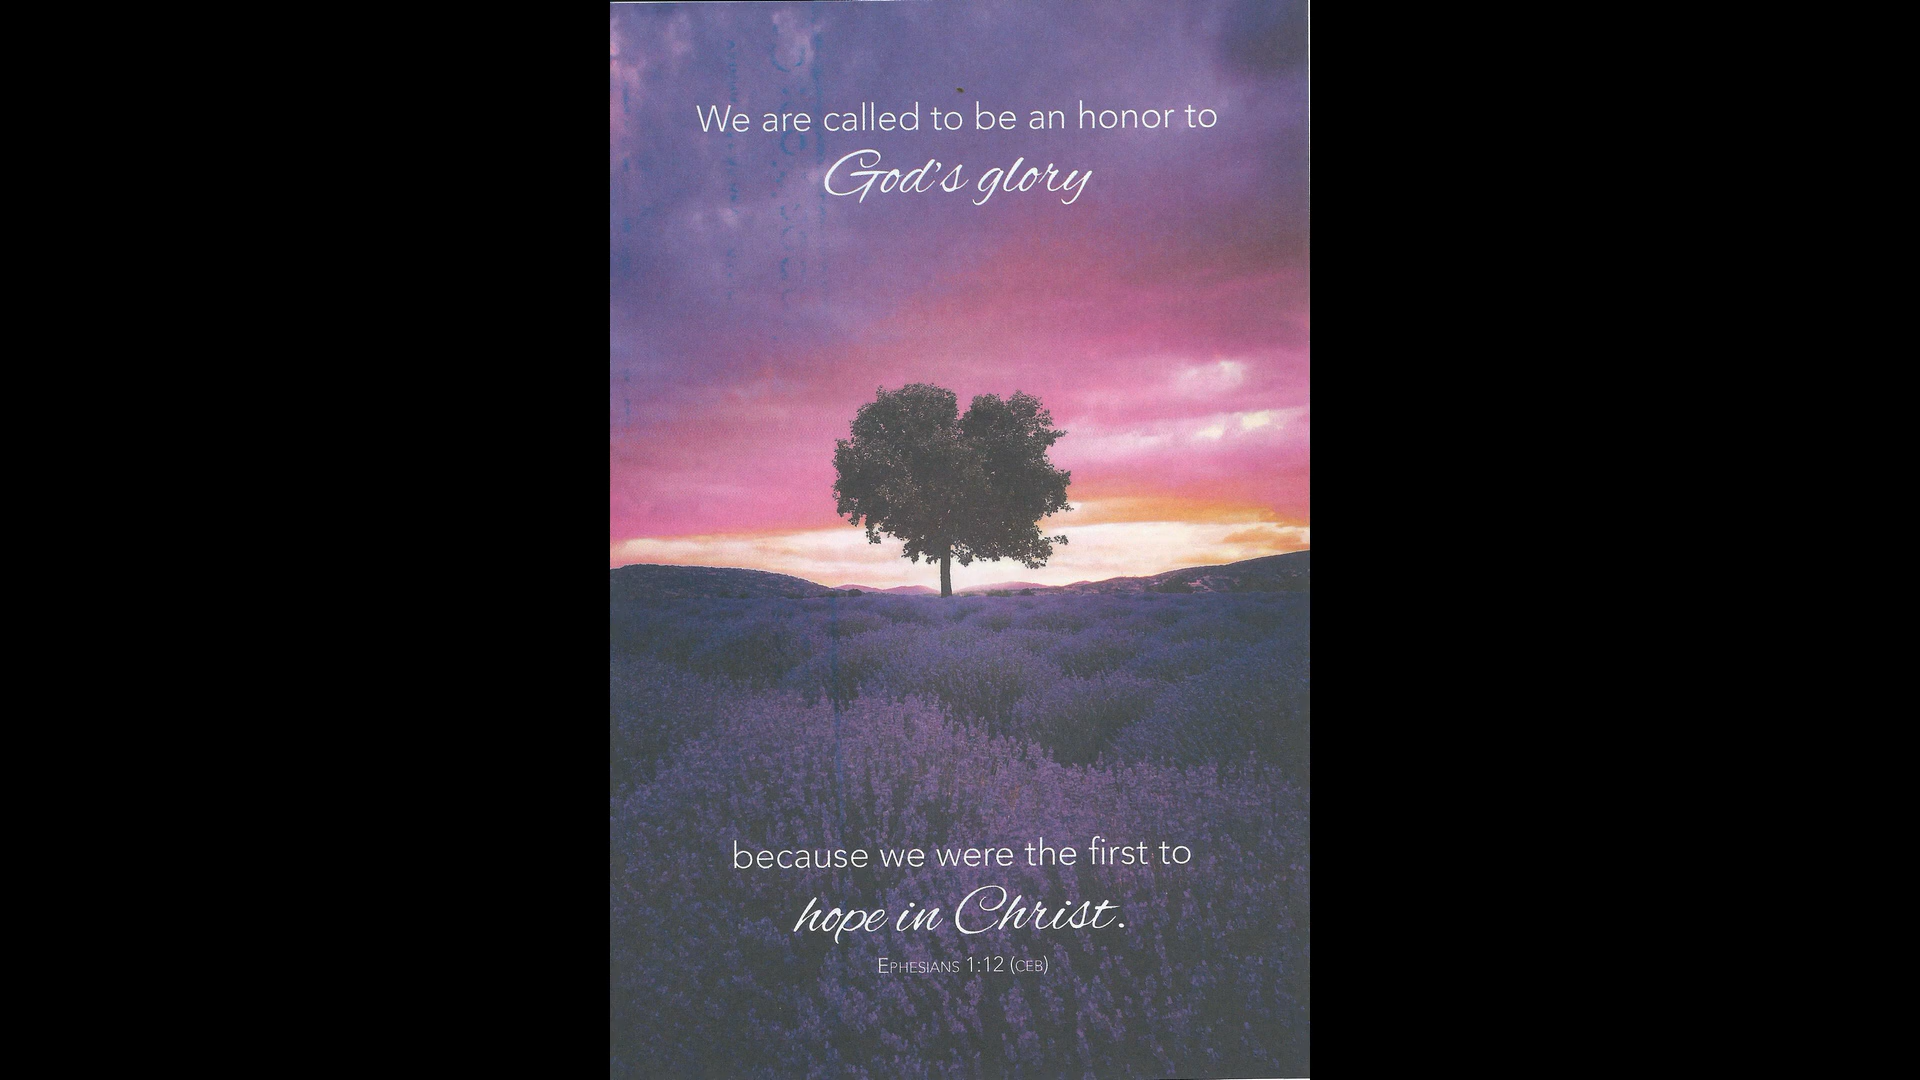 We are called to be an honor to
God's glory
because we were the first to
hope in Christ.
Ephesians 1:12 (CEB)